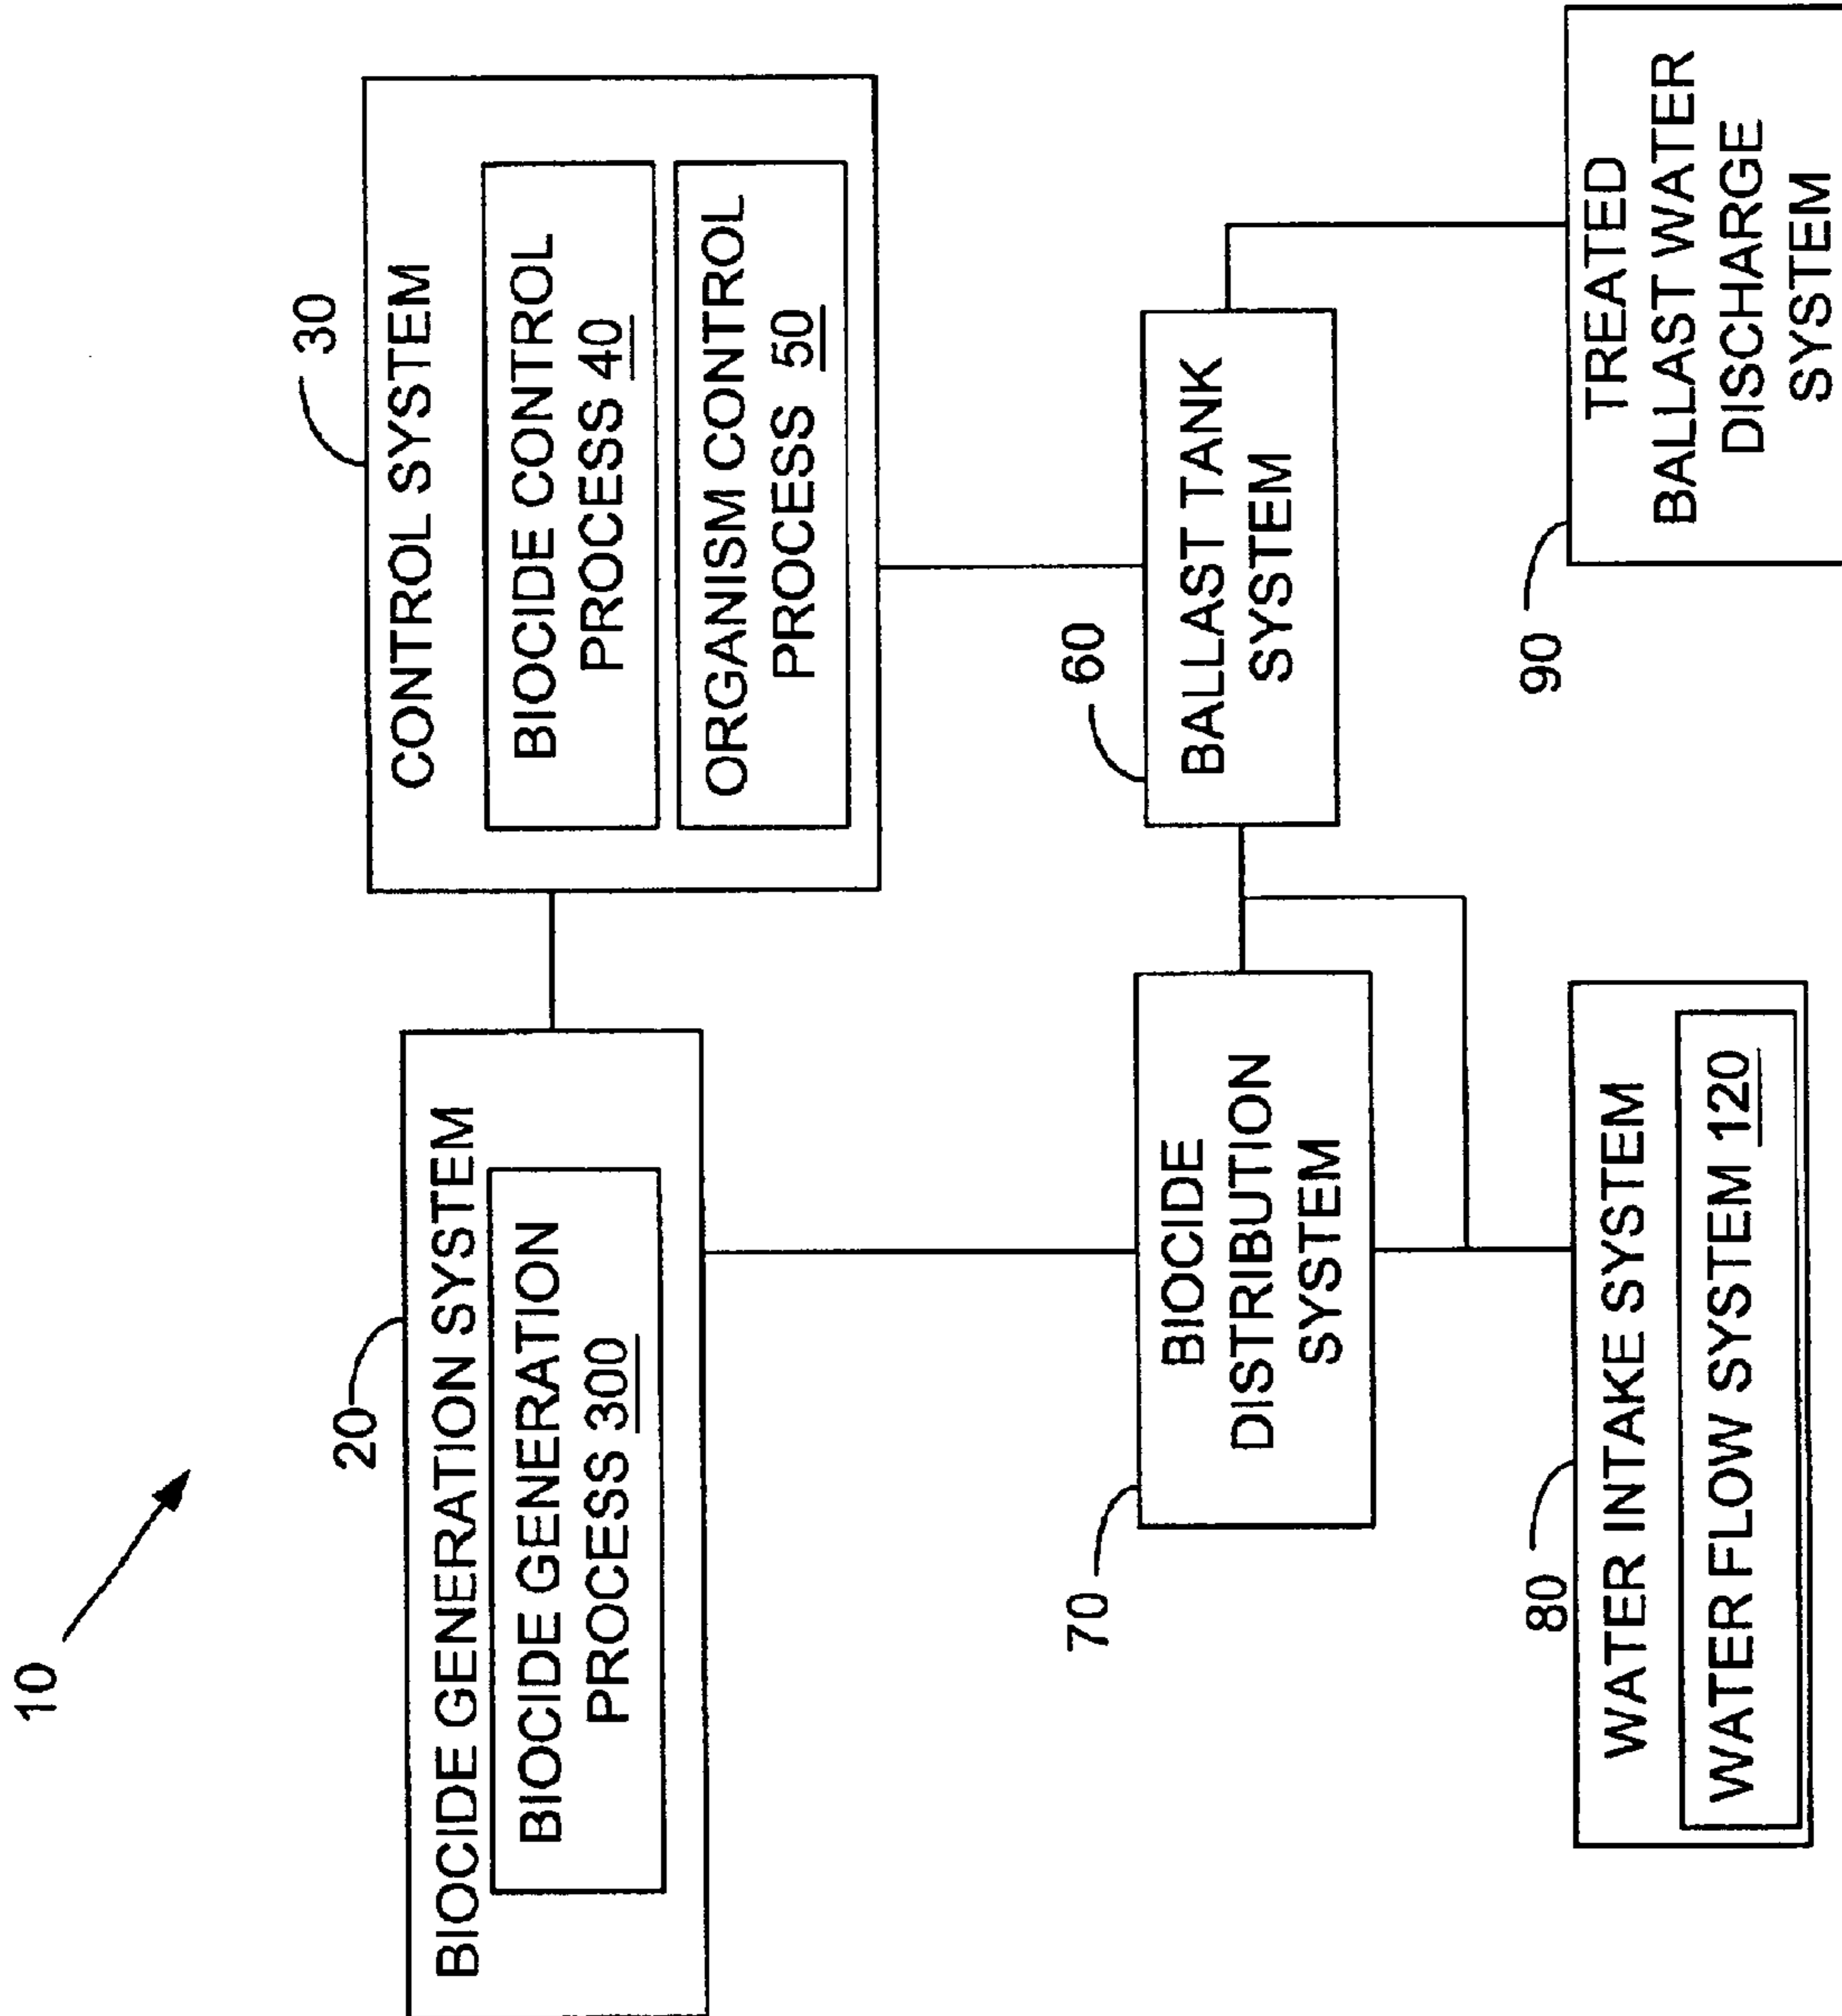 10
20
BIOCIDE GENERATION SYSTEM
BIOCIDE GENERATION
PROCESS 300
30
CONTROL SYSTEM
BIOCIDE CONTROL
PROCESS 40
ORGANISM CONTROL
PROCESS 50
70
BIOCIDE
DISTRIBUTION
SYSTEM
60
BALLAST TANK
SYSTEM
80
WATER INTAKE SYSTEM
WATER FLOW SYSTEM 120
90
TREATED
BALLAST WATER
DISCHARGE
SYSTEM